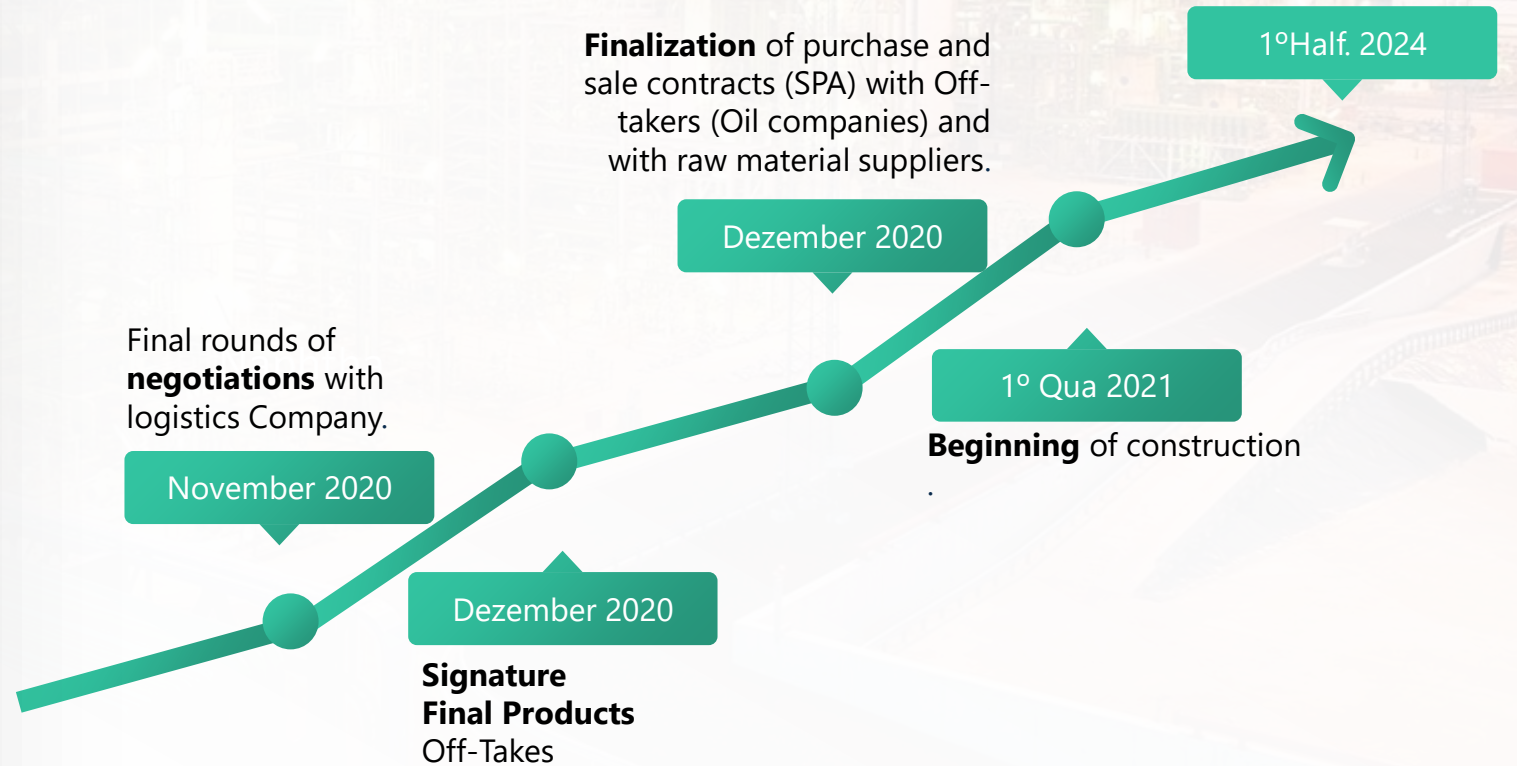 1ºHalf. 2024
Finalization of purchase and
sale contracts (SPA) with Off-
takers (Oil companies) and
with raw material suppliers.
Dezember 2020
Final rounds of
negotiations with
logistics Company.
November 2020
1º Qua 2021
Beginning of construction
.
Dezember 2020
Signature
Final Products
Off-Takes